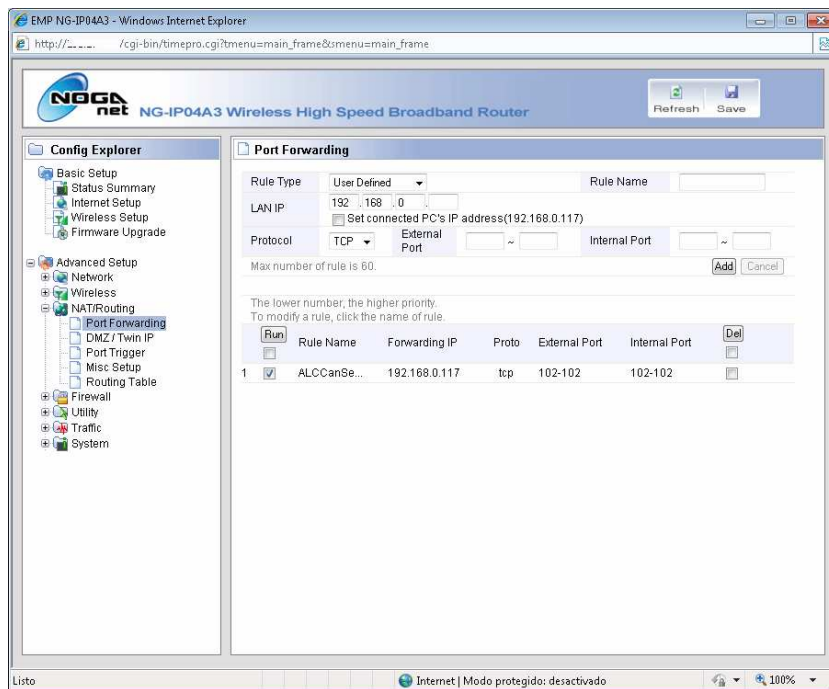 EMP NG-IP04A3 - Windows Internet Explorer
http:// /cgi-bin/timepro.cgi?tmenu=main_frame&smenu=main_frame
NOGA net NG-IP04A3 Wireless High Speed Broadband Router
Refresh Save
Config Explorer
Basic Setup
Status Summary
Internet Setup
Wireless Setup
Firmware Upgrade
Advanced Setup
Network
Wireless
NAT/Routing
Port Forwarding
DMZ / Twin IP
Port Trigger
Misc Setup
Routing Table
Firewall
Utility
Traffic
System
Port Forwarding
Rule Type User Defined Rule Name
LAN IP 192 . 168 . 0 .
Set connected PC's IP address(192.168.0.117)
Protocol TCP External Port ~ Internal Port ~
Max number of rule is 60. Add Cancel
The lower number, the higher priority.
To modify a rule, click the name of rule.
Run Rule Name Forwarding IP Proto External Port Internal Port Del
1 ALCCanSe... 192.168.0.117 tcp 102-102 102-102
Listo Internet | Modo protegido: desactivado 100%